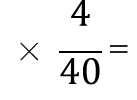 × 4/40 =